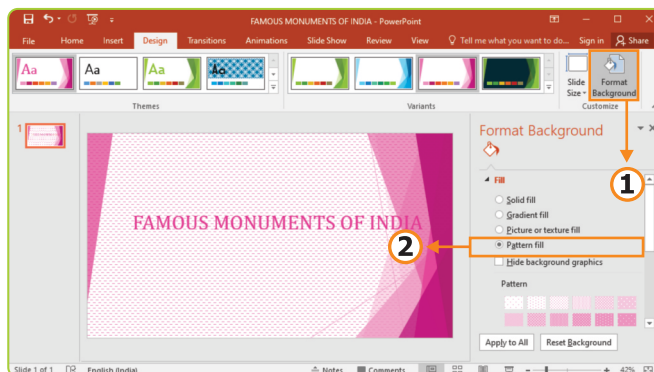 FAMOUS MONUMENTS OF INDIA - PowerPoint
File Home Insert Design Transitions Animations Slide Show Review View Tell me what you want to do... Sign in Share
Aa Aa Aa Aa
Slide Size Format Background
Themes Variants Customize
1
FAMOUS MONUMENTS OF INDIA
Format Background
1
Fill
Solid fill
Gradient fill
Picture or texture fill
2
Pattern fill
Hide background graphics
Pattern
Apply to All Reset Background
Slide 1 of 1 English (India) Notes Comments 42%